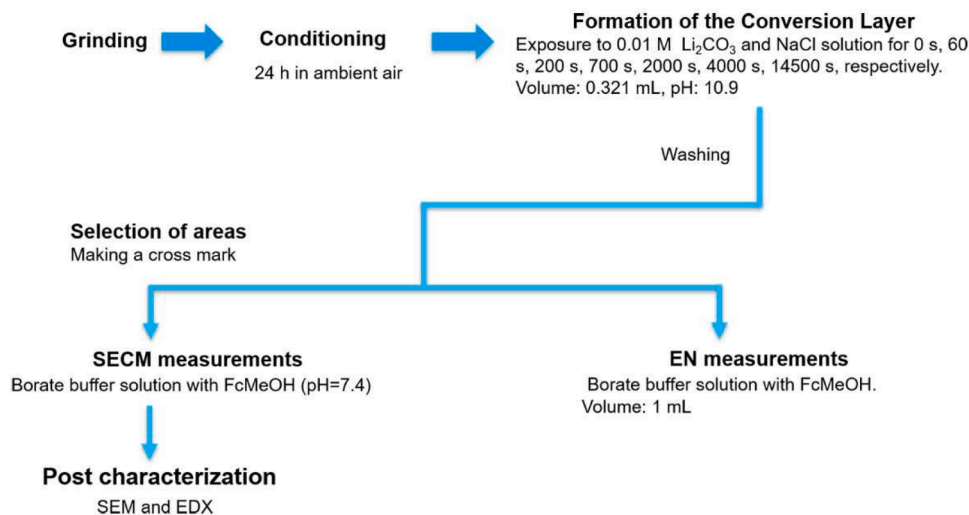 Grinding
Conditioning
24 h in ambient air
Formation of the Conversion Layer
Exposure to 0.01 M Li₂CO₃ and NaCl solution for 0 s, 60
s, 200 s, 700 s, 2000 s, 4000 s, 14500 s, respectively.
Volume: 0.321 mL, pH: 10.9
Washing
Selection of areas
Making a cross mark
SECM measurements
Borate buffer solution with FcMeOH (pH=7.4)
EN measurements
Borate buffer solution with FcMeOH.
Volume: 1 mL
Post characterization
SEM and EDX